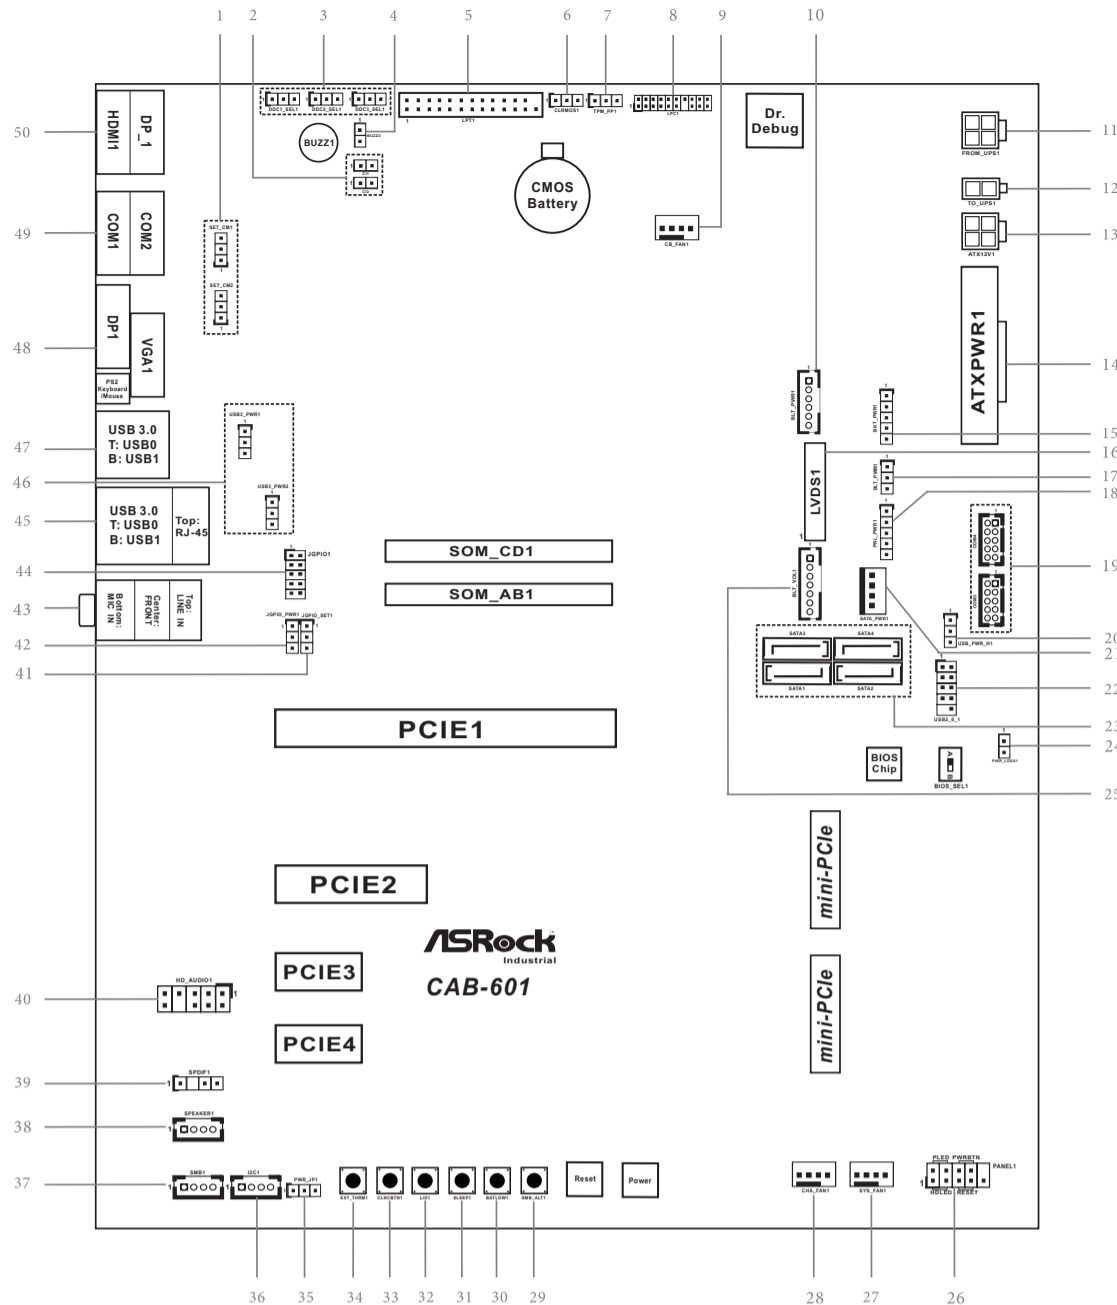 1
2
3
4
5
6
7
8
9
10
DDC1_SEL1
DDC2_SEL1
DDC3_SEL1
LPT1
1
CLRMOS1
TPM_PP1
LPC1
BUZZ1
BUZZ2
C1
C2
Dr.
Debug
CMOS
Battery
CB_FAN1
FROM_UPS1
11
TO_UPS1
12
ATX12V1
13
ATXPWR1
14
50
HDMI1
DP_1
49
COM1
COM2
SET_CM1
SET_CM2
48
DP1
VGA1
PS2
Keyboard
/Mouse
47
USB 3.0
T: USB0
B: USB1
46
USB3_PWR1
USB3_PWR2
45
USB 3.0
T: USB0
B: USB1
Top:
RJ-45
44
JGPIO1
43
Top:
LINE IN
Center:
FRONT
Bottom:
MIC IN
42
JGPIO_PWR1
JGPIO_SET1
41
SOM_CD1
SOM_AB1
BLT_PWR1
BKT_PWR1
15
LVDS1
16
17
PNL_PWR1
18
BLT_VOL1
SATA_PWR1
COM4
COM3
19
USB_PWR_H1
20
21
SATA3
SATA4
SATA1
SATA2
USB2_0_1
22
23
24
PWR_LOSS1
25
BIOS
Chip
A
B
BIOS_SEL1
PCIE1
PCIE2
PCIE3
PCIE4
ASRock
Industrial
CAB-601
mini-PCIe
mini-PCIe
40
HD_AUDIO1
39
SPDIF1
38
SPEAKER1
37
SMB1
I2C1
PWR_JP1
EXT_THRM1
CLRCBTN1
LID1
SLEEP1
BATLOW1
SMB_ALT1
Reset
Power
CHA_FAN1
SYS_FAN1
PLED PWRBTN
PANEL1
HDLED RESET
36
35
34
33
32
31
30
29
28
27
26